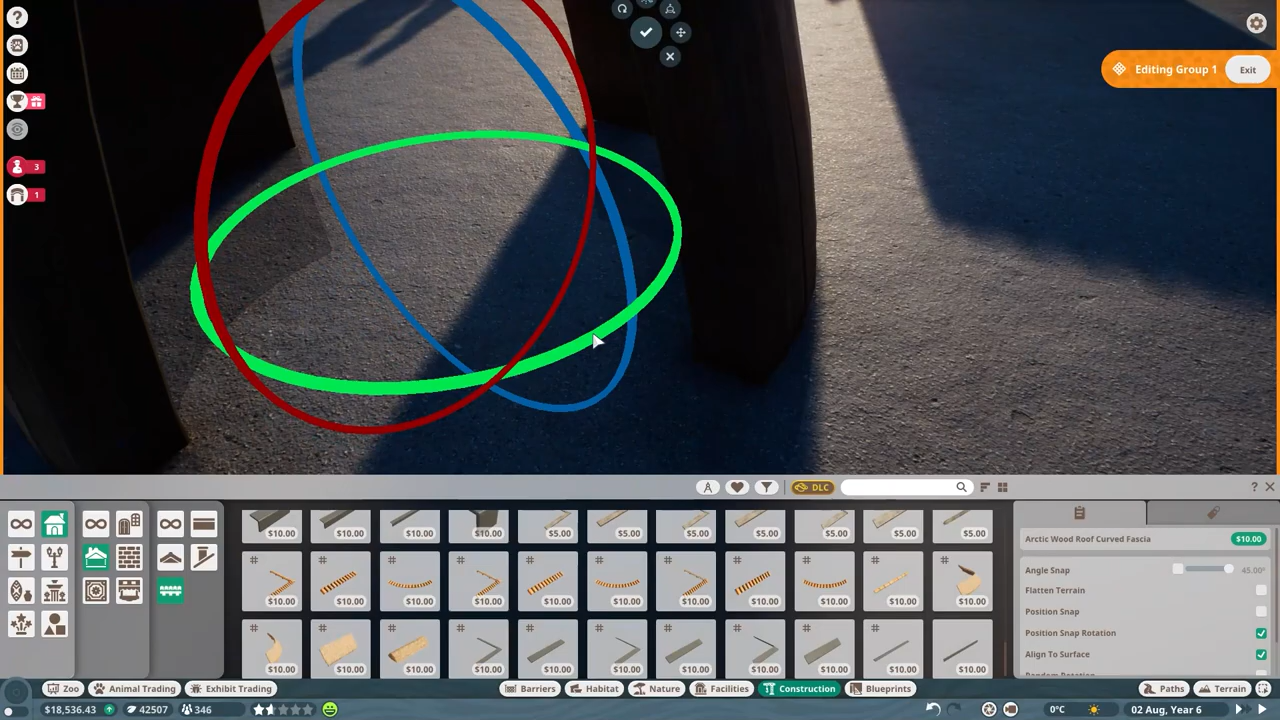 Editing Group 1 Exit
3
1
DLC
?
$10.00 $10.00 $10.00 $10.00 $5.00 $5.00 $5.00 $5.00 $5.00 $5.00 $5.00
$10.00 $10.00 $10.00 $10.00 $10.00 $10.00 $10.00 $10.00 $10.00 $10.00 $10.00
$10.00 $10.00 $10.00 $10.00 $10.00 $10.00 $10.00 $10.00 $10.00 $10.00 $10.00
Arctic Wood Roof Curved Fascia $10.00
Angle Snap 45.00°
Flatten Terrain
Position Snap
Position Snap Rotation
Align To Surface
Zoo Animal Trading Exhibit Trading Barriers Habitat Nature Facilities Construction Blueprints Paths Terrain
$18,536.43 42507 346 0°C 02 Aug, Year 6